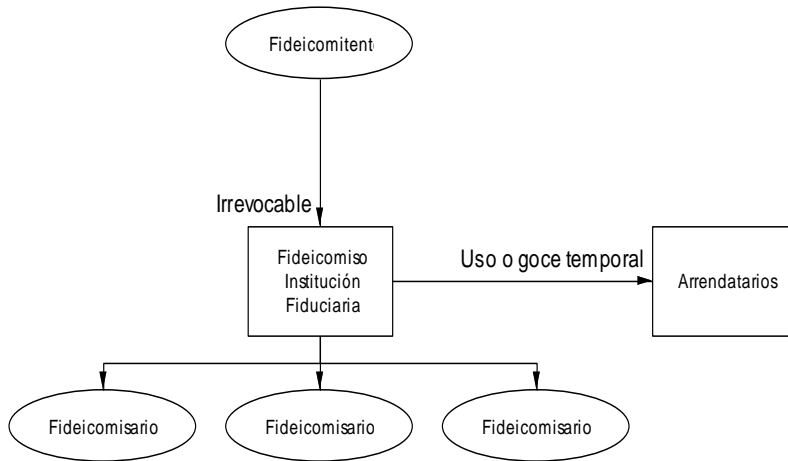 Fideicomitente
Irrevocable
Fideicomiso
Institución
Fiduciaria
Uso o goce temporal
Arrendatarios
Fideicomisario
Fideicomisario
Fideicomisario